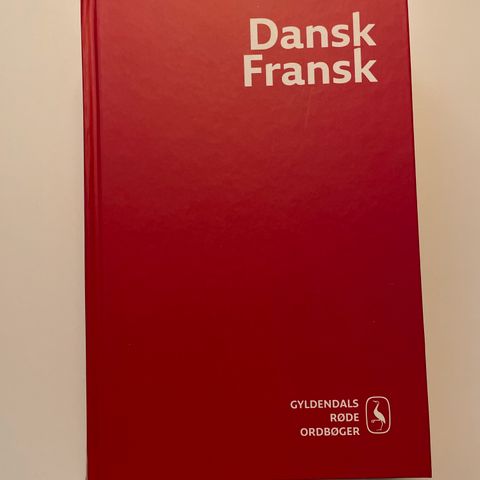 Dansk
Fransk
GYLDENDALS
RØDE
ORDBØGER